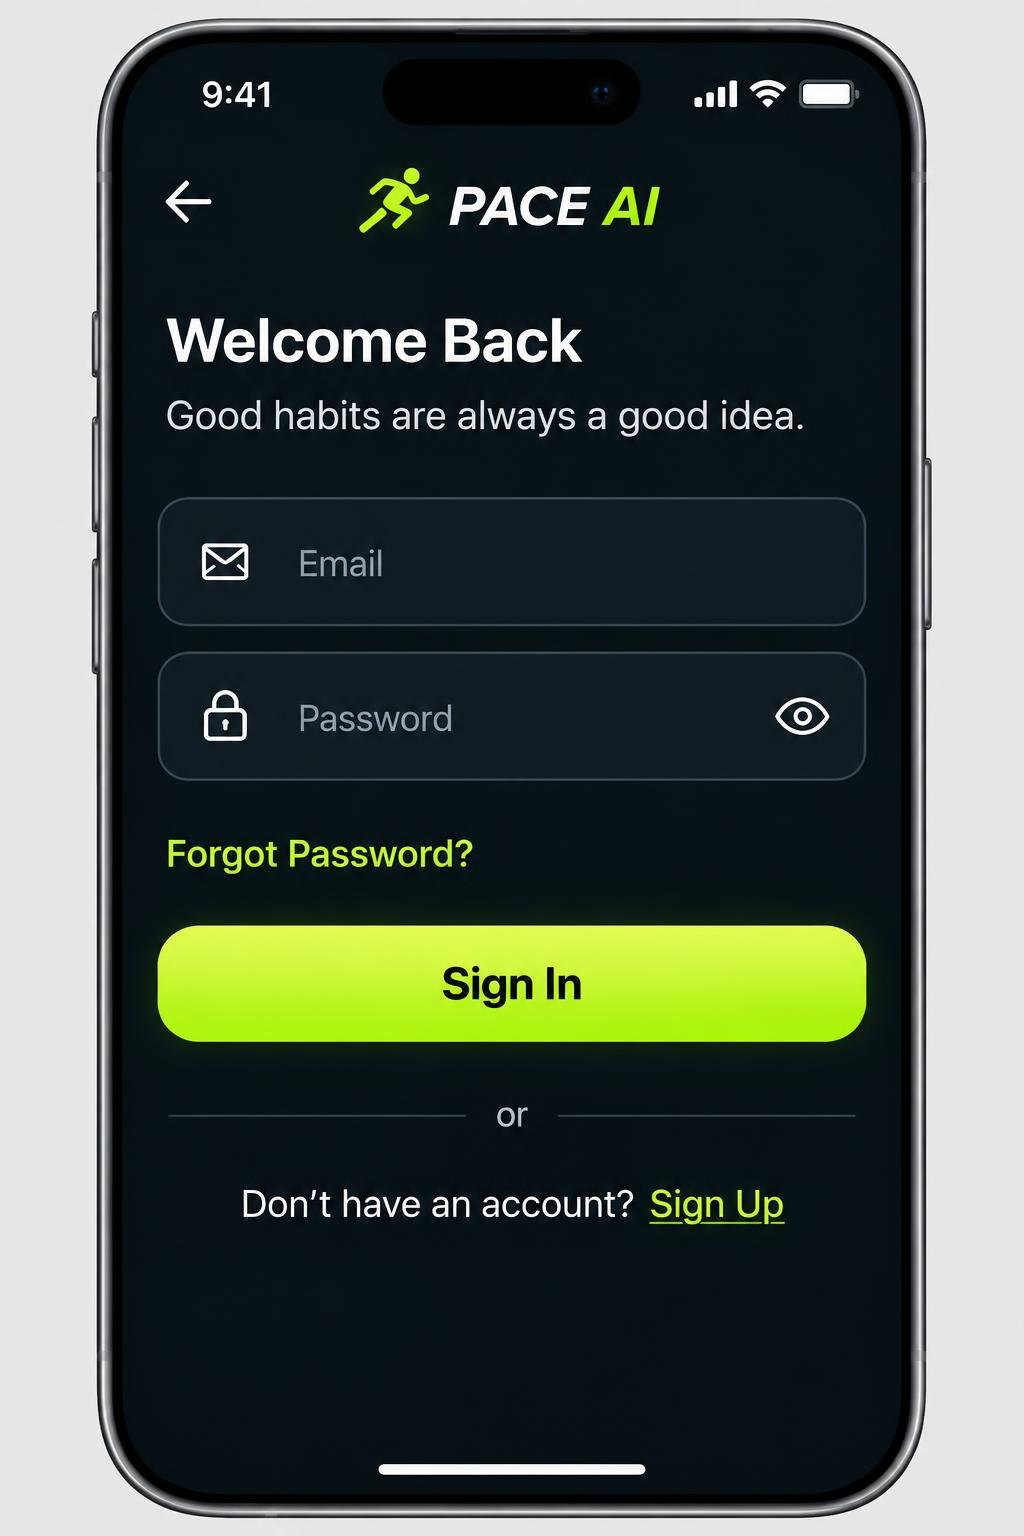 9:41
PACE AI
Welcome Back
Good habits are always a good idea.
Email
Password
Forgot Password?
Sign In
or
Don’t have an account? Sign Up